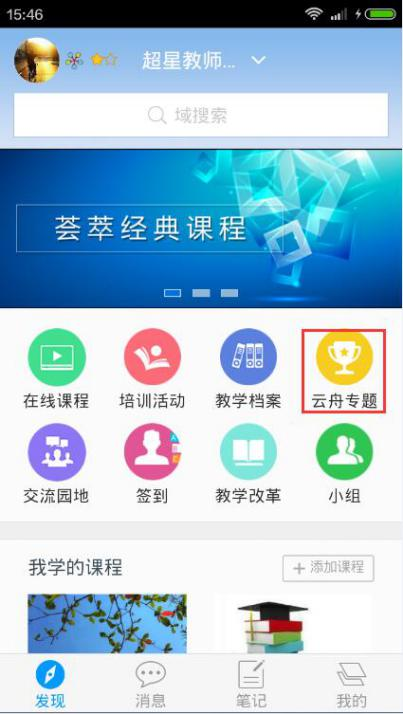 15:46
超星教师...
域搜索
荟萃经典课程
在线课程 培训活动 教学档案 云舟专题
交流园地 签到 教学改革 小组
我学的课程 + 添加课程
发现 消息 笔记 我的